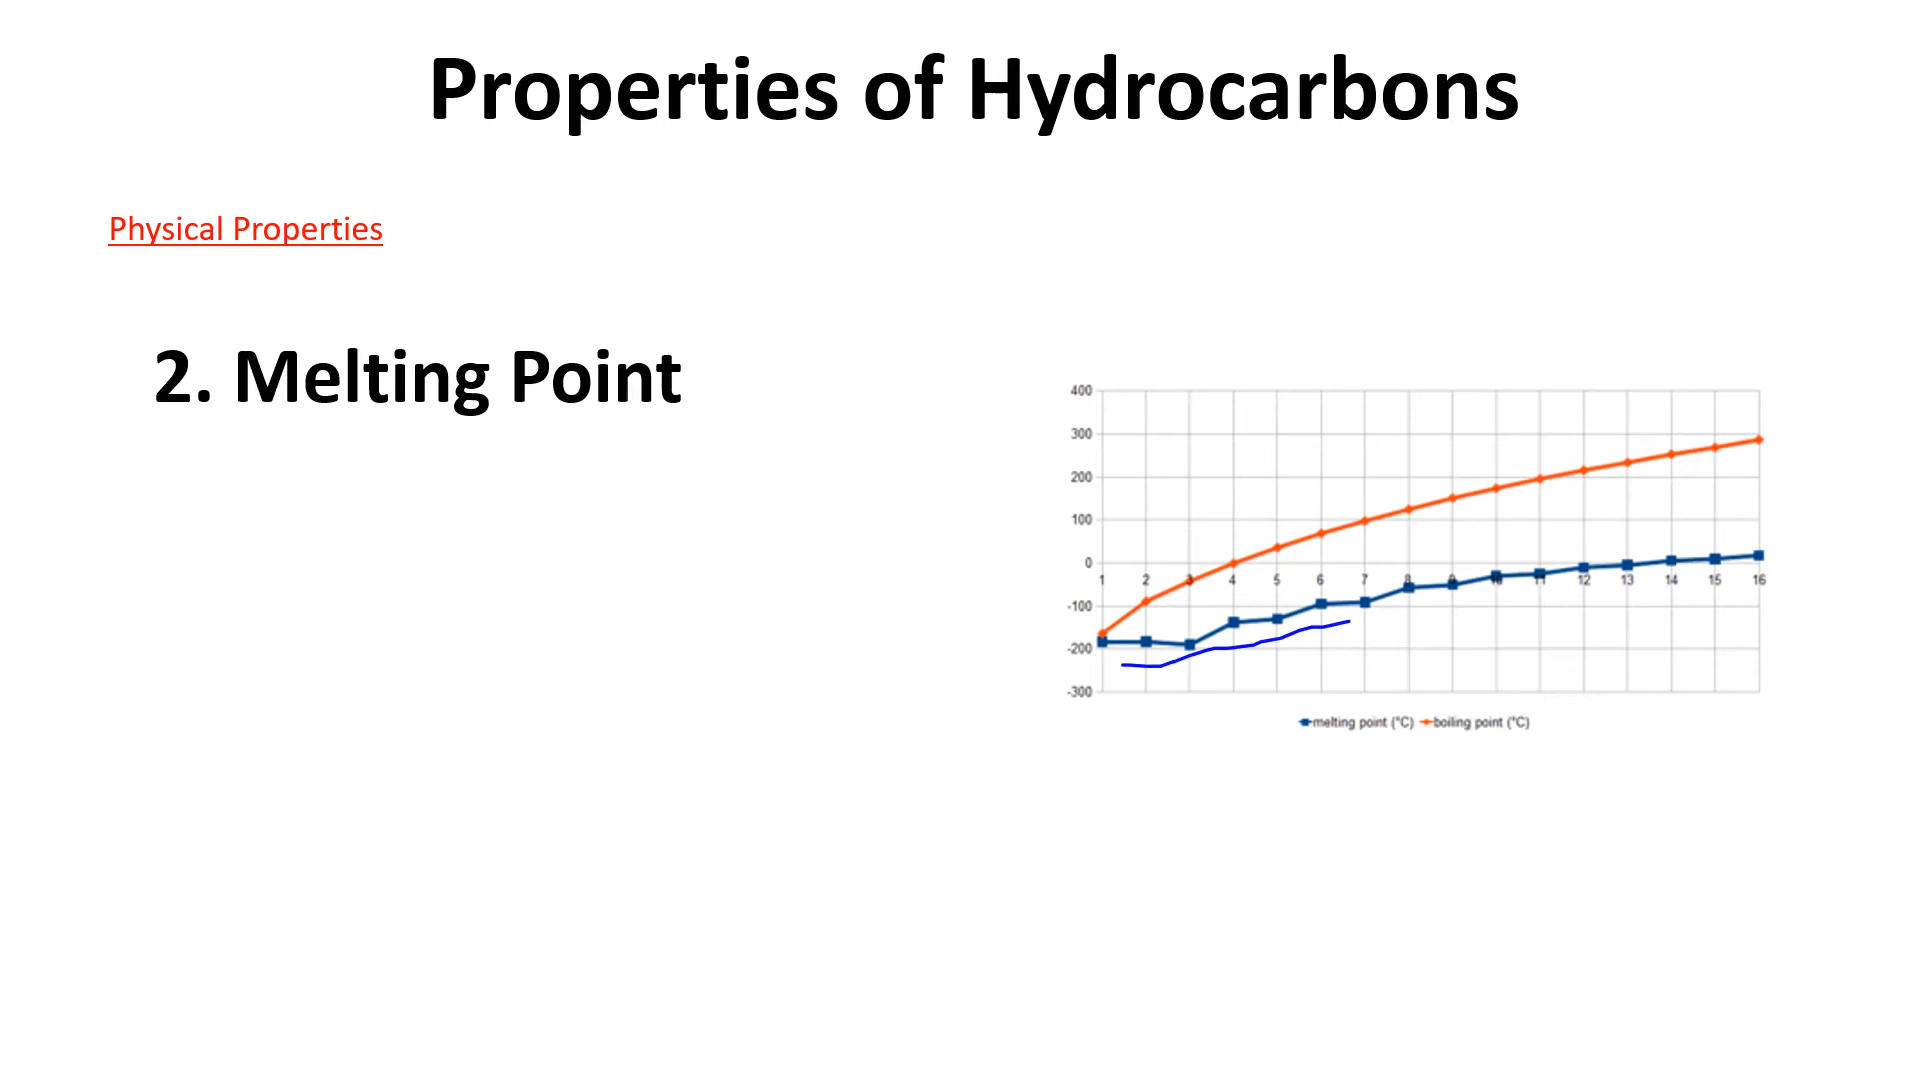 Properties of Hydrocarbons
Physical Properties
2. Melting Point
400
300
200
100
0
1 2 3 4 5 6 7 8 9 10 11 12 13 14 15 16
-100
-200
-300
melting point (°C) boiling point (°C)